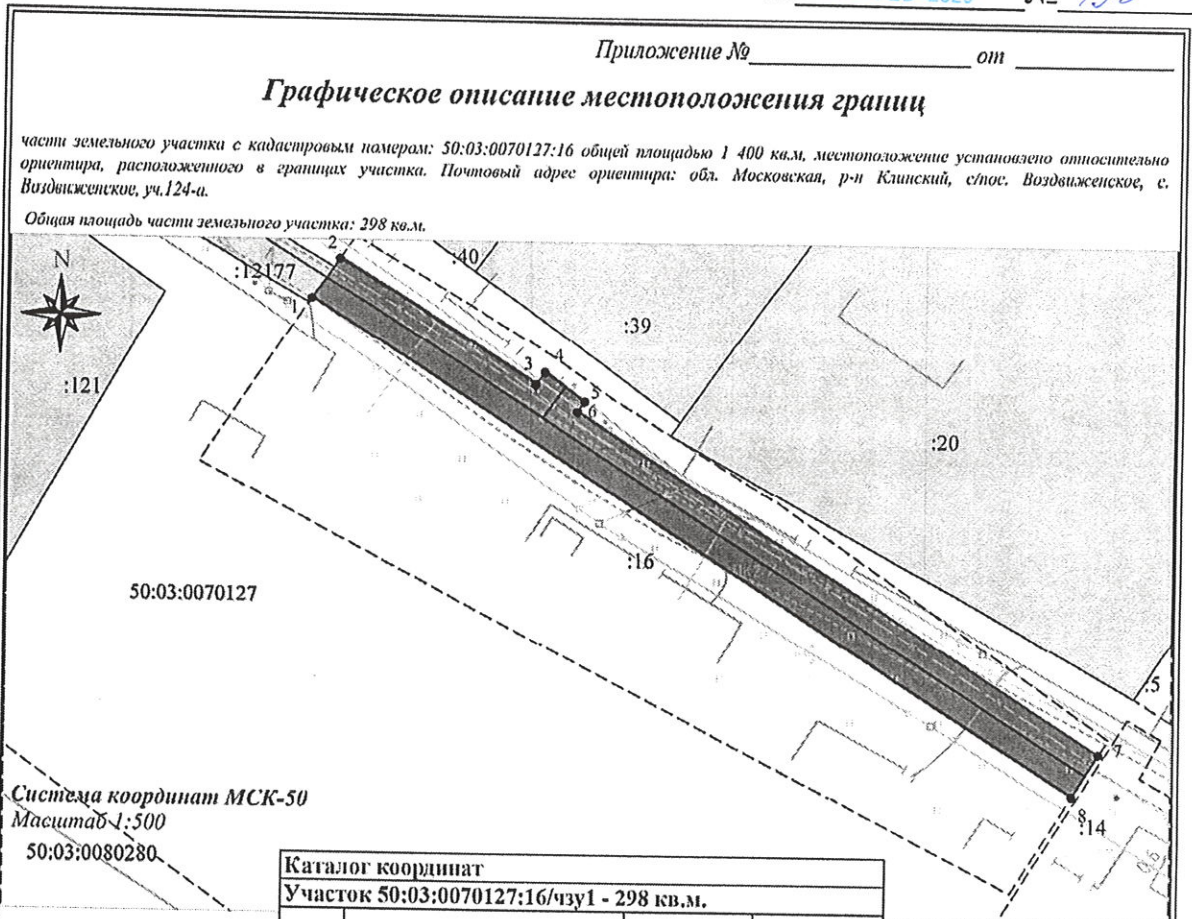 №
Приложение № от
Графическое описание местоположения границ
части земельного участка с кадастровым номером: 50:03:0070127:16 общей площадью 1 400 кв.м, местоположение установлено относительно
ориентира, расположенного в границах участка. Почтовый адрес ориентира: обл. Московская, р-н Клинский, с/пос. Воздвиженское, с.
Воздвиженское, уч.124-а.
Общая площадь части земельного участка: 298 кв.м.
N
2
:40
:12177
1
:39
:121
3
4
5
6
:20
:16
50:03:0070127
:5
7
8
:14
Система координат МСК-50
Масштаб 1:500
50:03:0080280
Каталог координат
Участок 50:03:0070127:16/чзу1 - 298 кв.м.